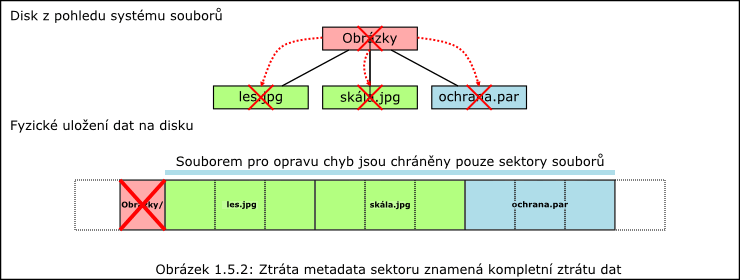 Disk z pohledu systému souborů
Obrázky
les.jpg
skála.jpg
ochrana.par
Fyzické uložení dat na disku
Souborem pro opravu chyb jsou chráněny pouze sektory souborů
Obrázky/
les.jpg
skála.jpg
ochrana.par
Obrázek 1.5.2: Ztráta metadata sektoru znamená kompletní ztrátu dat